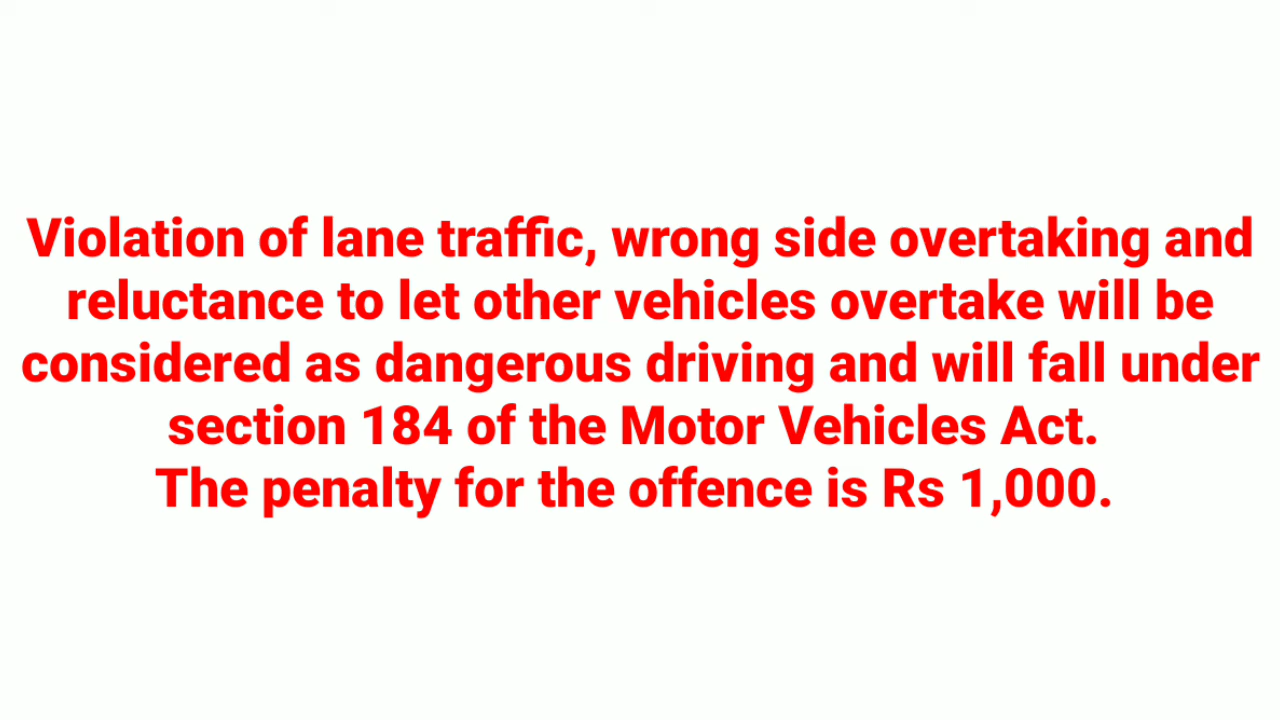 Violation of lane traffic, wrong side overtaking and
reluctance to let other vehicles overtake will be
considered as dangerous driving and will fall under
section 184 of the Motor Vehicles Act.
The penalty for the offence is Rs 1,000.